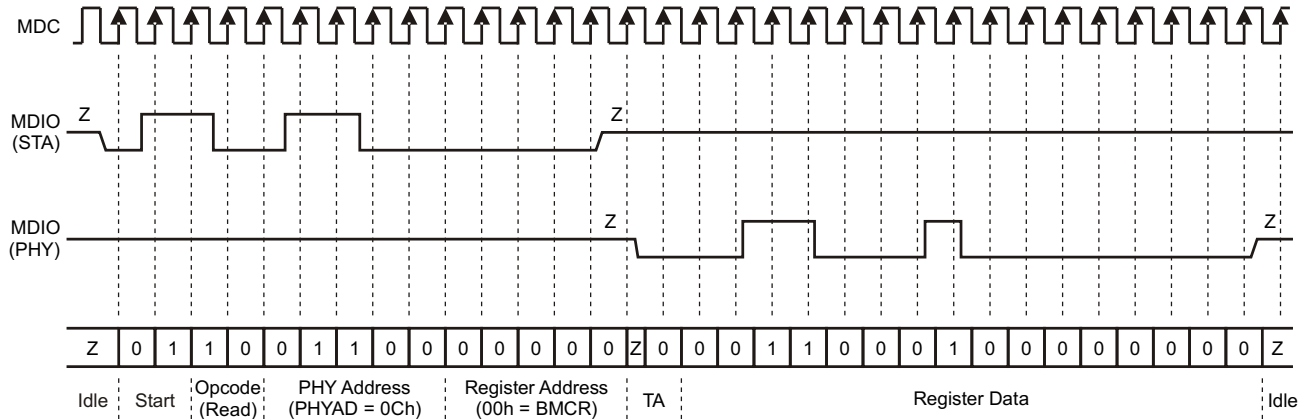 MDC
Z Z
MDIO
(STA)
MDIO
(PHY)
Z Z
Z 0 1 1 0 0 1 1 0 0 0 0 0 0 0 Z 0 0 0 0 1 1 0 0 0 1 0 0 0 0 0 0 0 0 Z
Idle Start Opcode (Read) PHY Address (PHYAD = 0Ch) Register Address (00h = BMCR) TA Register Data Idle